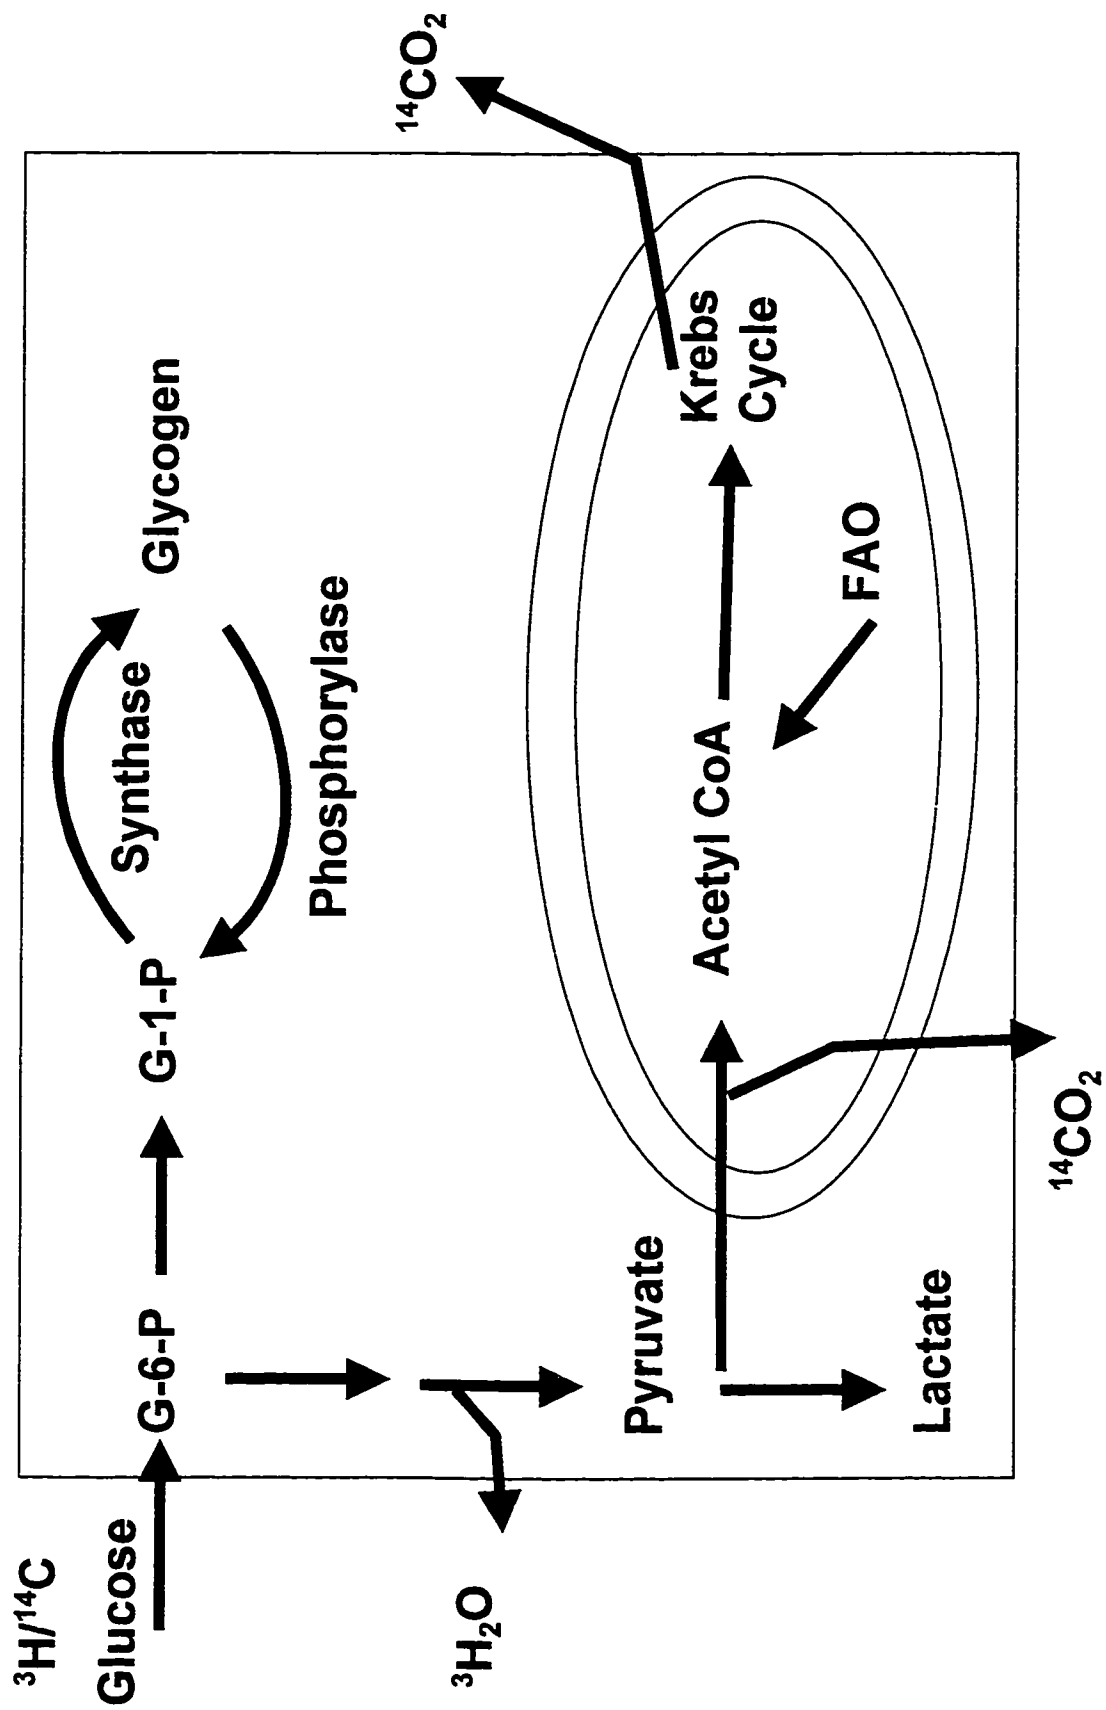 ³H/¹⁴C
Glucose
G-6-P
G-1-P
Synthase
Glycogen
Phosphorylase
³H₂O
Pyruvate
Lactate
Acetyl CoA
FAO
Krebs
Cycle
¹⁴CO₂
¹⁴CO₂